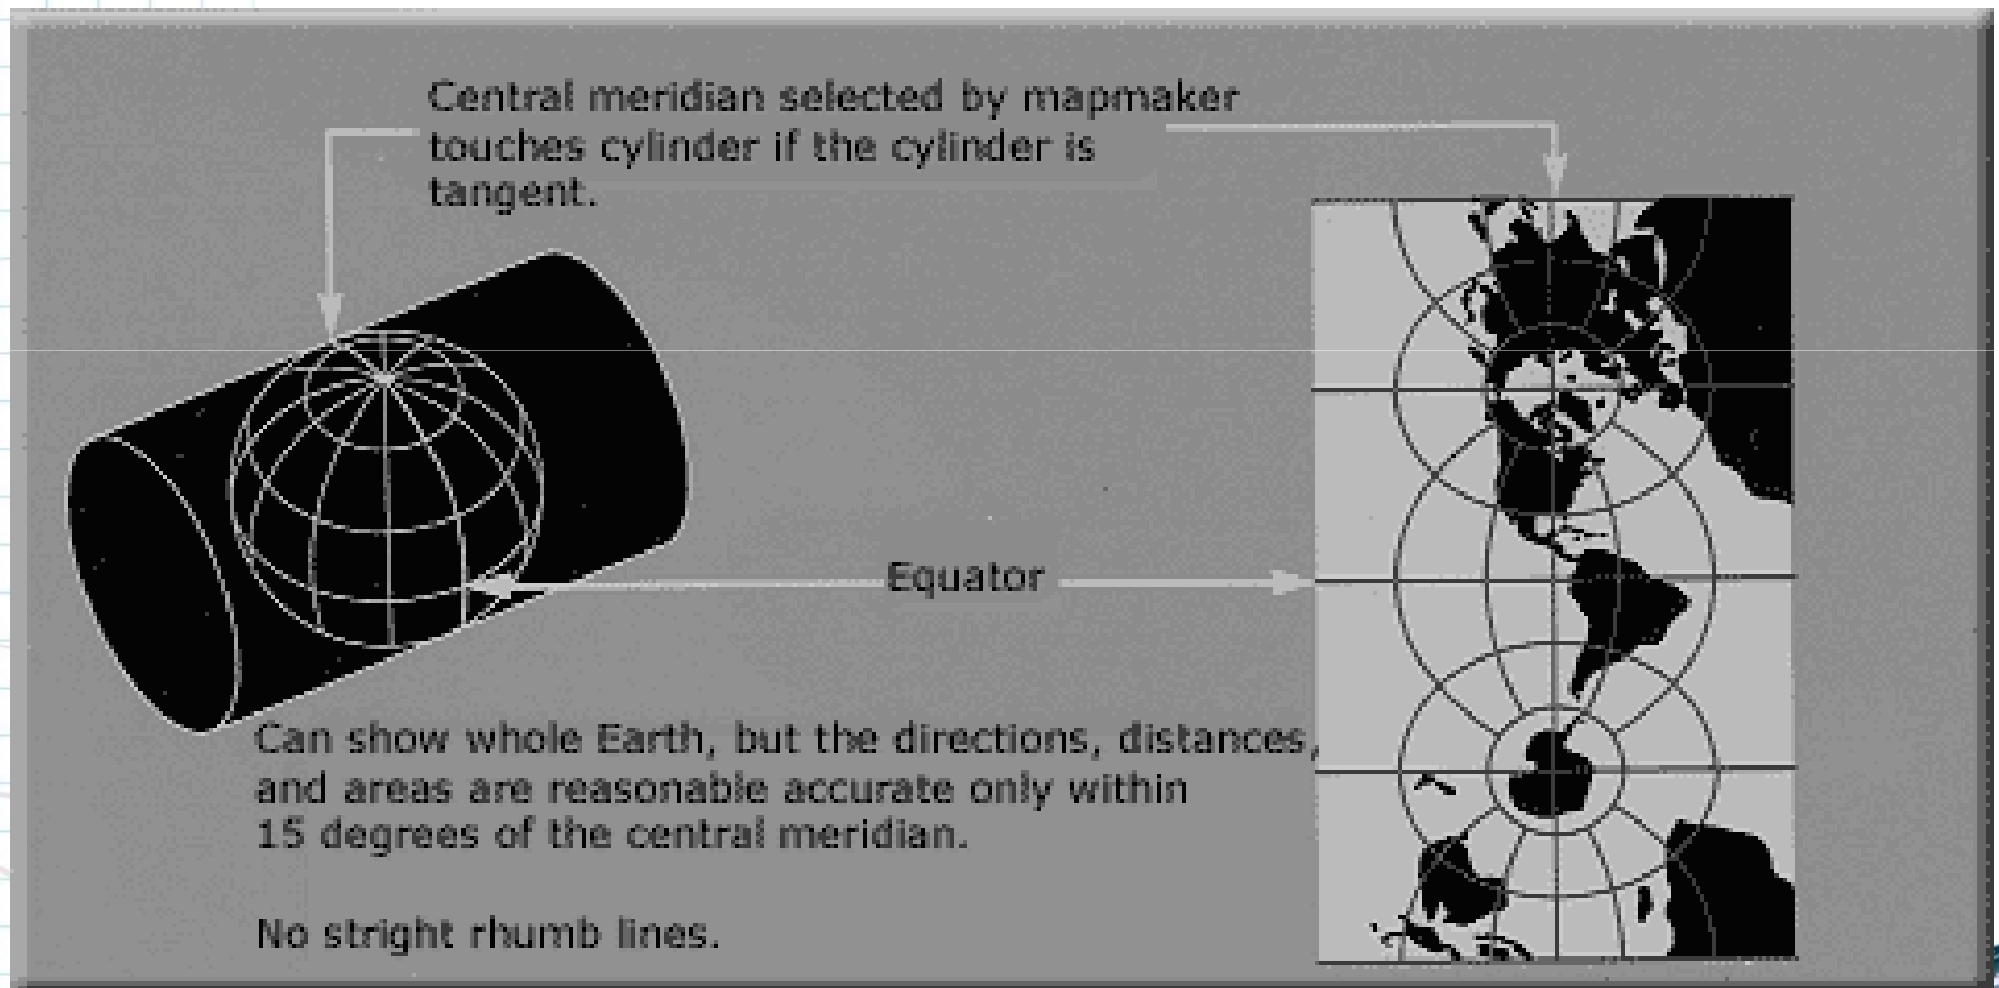 Central meridian selected by mapmaker
touches cylinder if the cylinder is
tangent.
Equator
Can show whole Earth, but the directions, distances,
and areas are reasonable accurate only within
15 degrees of the central meridian.
No stright rhumb lines.